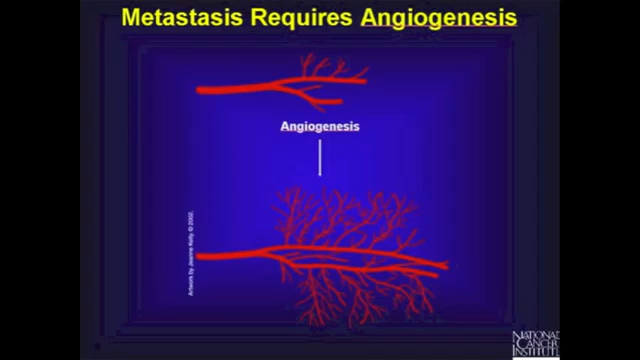 Metastasis Requires Angiogenesis
Angiogenesis
Artwork by Jeanne Kelly © 2002.
NATIONAL
CANCER
INSTITUTE